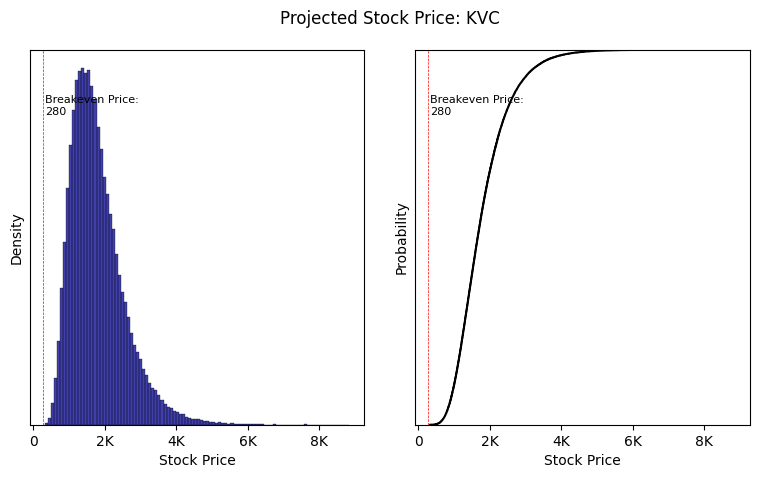 Projected Stock Price: KVC
Density
Breakeven Price:
280
0
2K
4K
6K
8K
Stock Price
Probability
Breakeven Price:
280
0
2K
4K
6K
8K
Stock Price